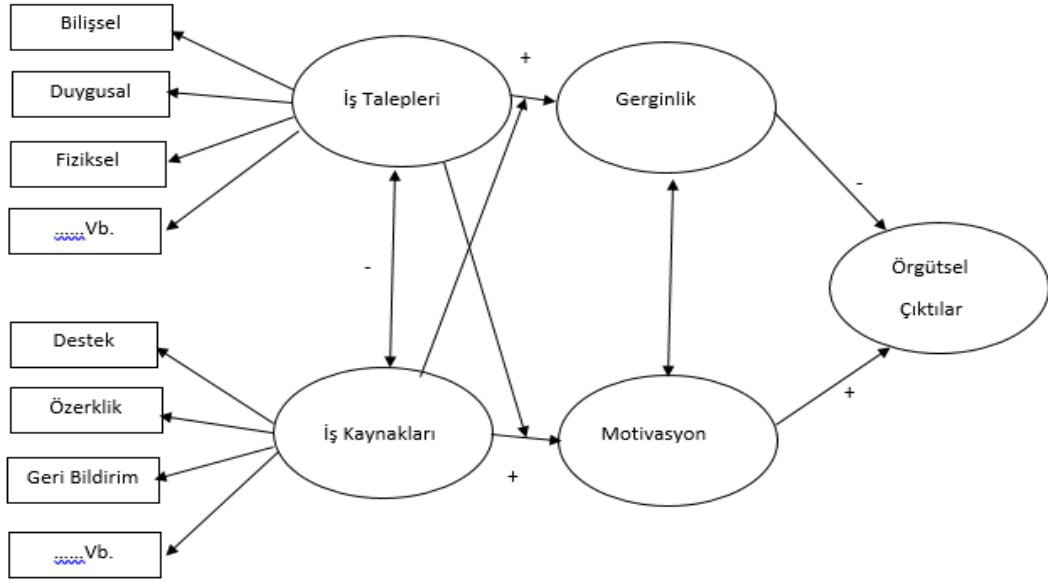 Bilişsel
Duygusal
Fiziksel
......Vb.
İş Talepleri
+
Gerginlik
-
-
Örgütsel
Çıktılar
Destek
Özerklik
Geri Bildirim
......Vb.
İş Kaynakları
+
Motivasyon
+